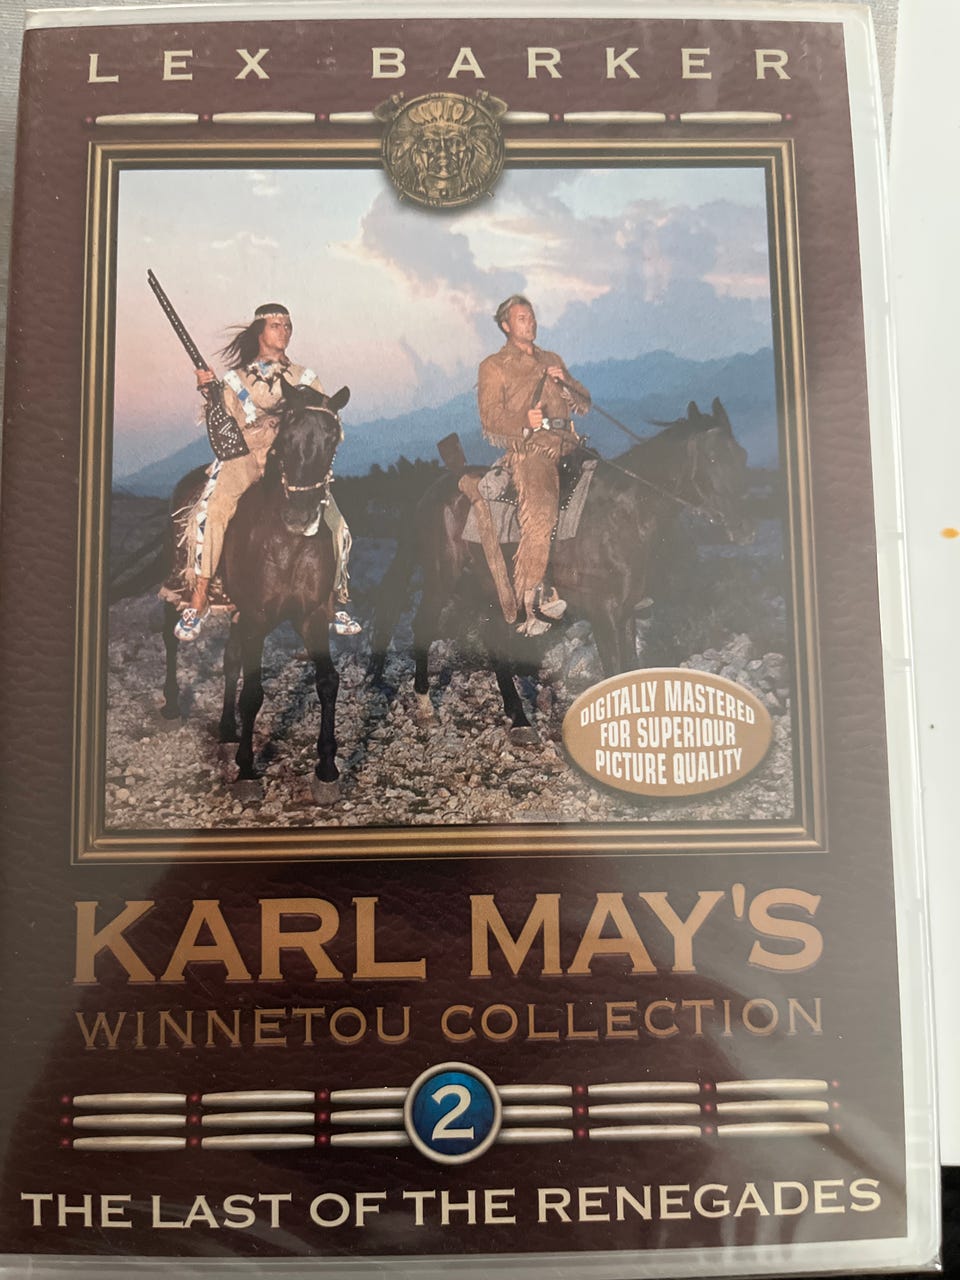 LEX BARKER
DIGITALLY MASTERED
FOR SUPERIOUR
PICTURE QUALITY
KARL MAY'S
WINNETOU COLLECTION
2
THE LAST OF THE RENEGADES